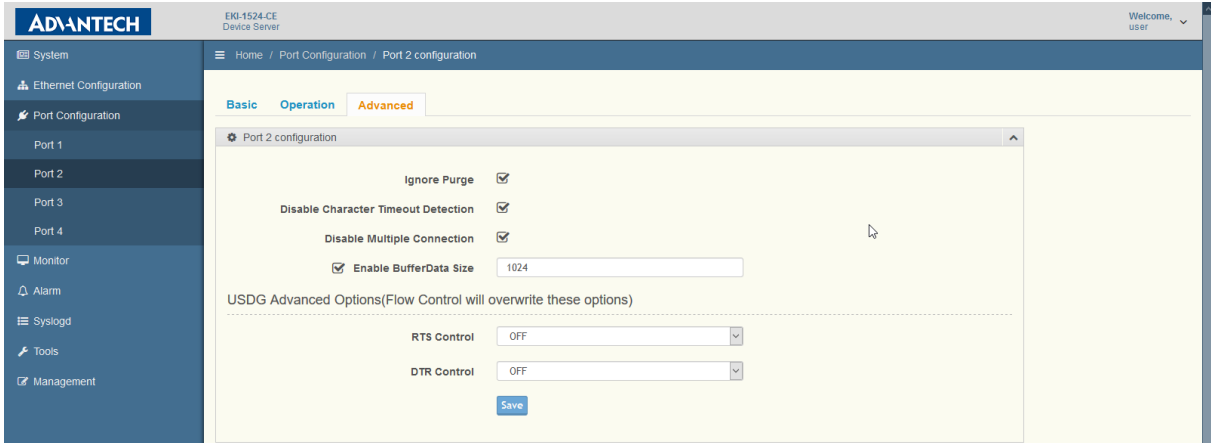 ADVANTECH
EKI-1524-CE
Device Server
Welcome,
user
System
Ethernet Configuration
Port Configuration
Port 1
Port 2
Port 3
Port 4
Monitor
Alarm
Syslogd
Tools
Management
Home / Port Configuration / Port 2 configuration
Basic Operation Advanced
Port 2 configuration
Ignore Purge
Disable Character Timeout Detection
Disable Multiple Connection
Enable BufferData Size 1024
USDG Advanced Options(Flow Control will overwrite these options)
RTS Control OFF
DTR Control OFF
Save